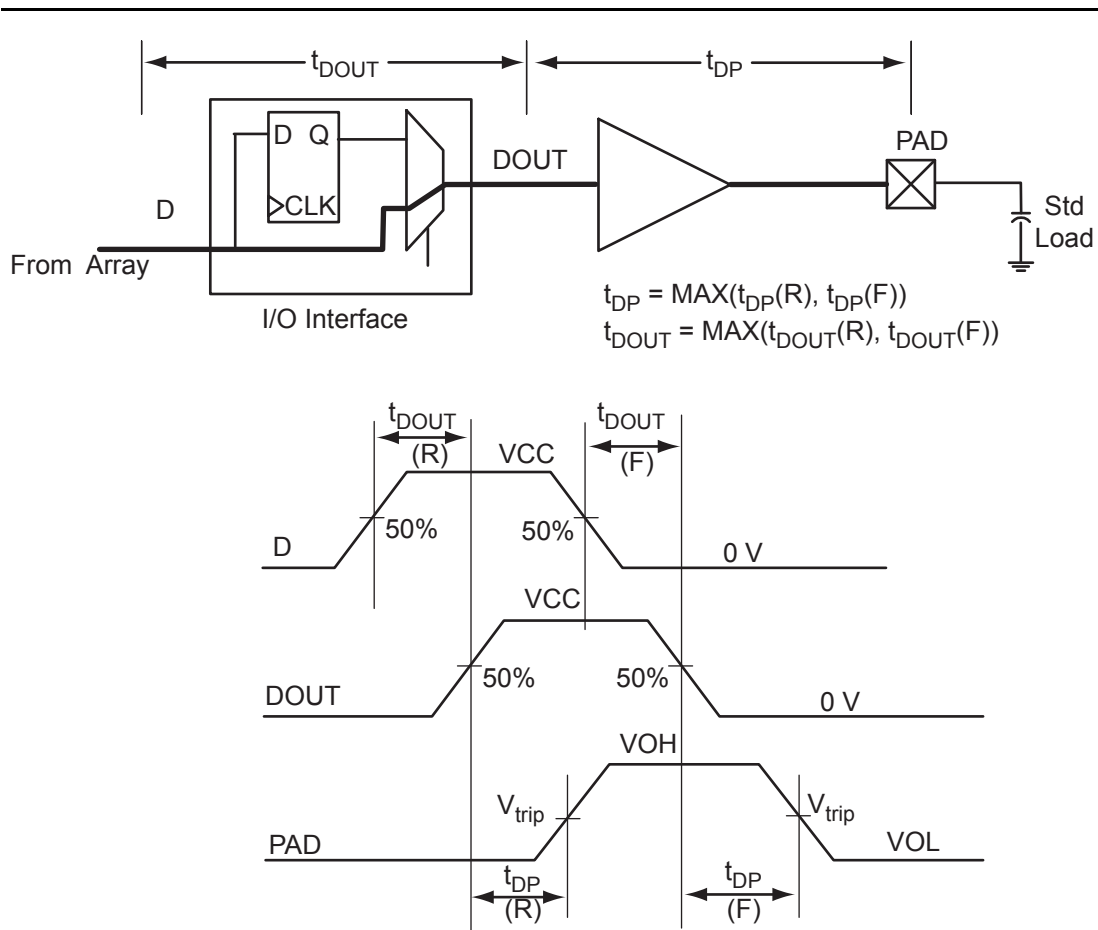 tDOUT
tDP
D Q
CLK
D
From Array
I/O Interface
DOUT
PAD
Std
Load
tDP = MAX(tDP(R), tDP(F))
tDOUT = MAX(tDOUT(R), tDOUT(F))
tDOUT
(R)
tDOUT
(F)
VCC
50%
50%
D
0 V
VCC
50%
50%
DOUT
0 V
VOH
Vtrip
Vtrip
PAD
VOL
tDP
(R)
tDP
(F)